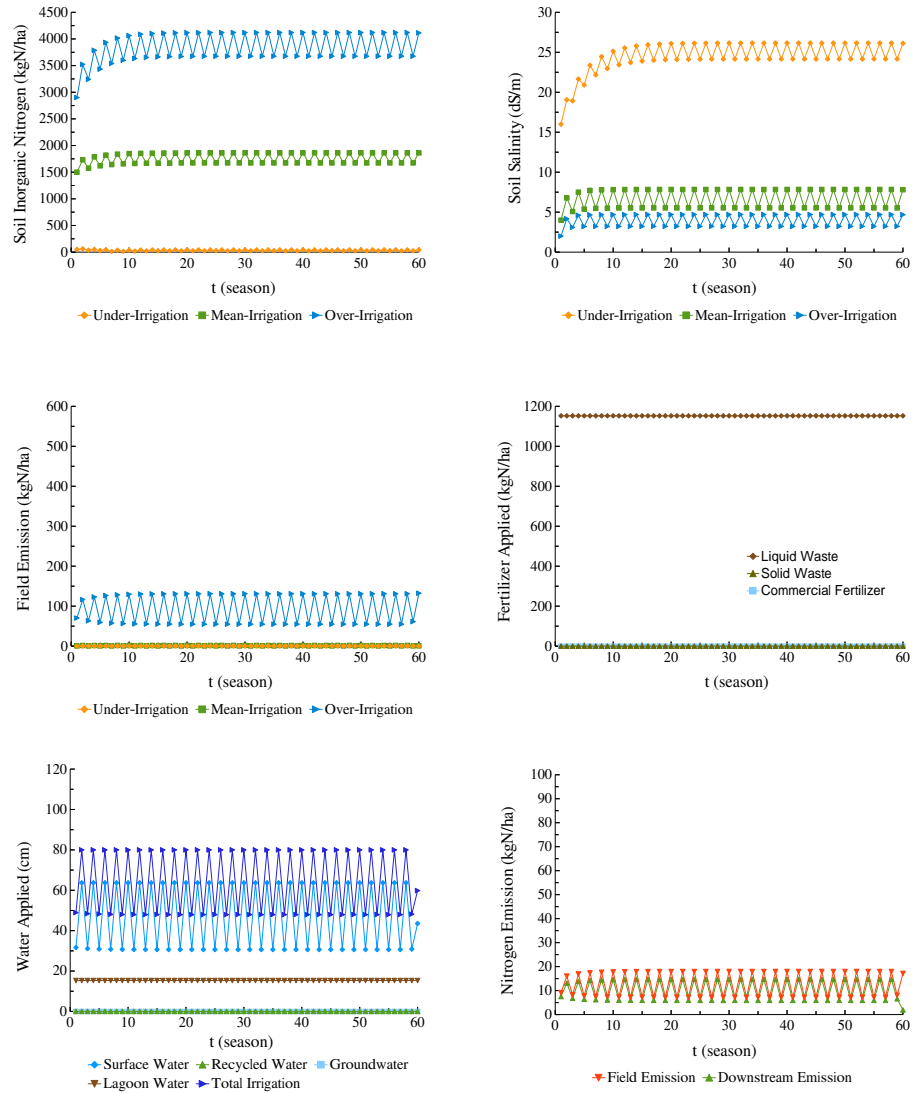 Soil Inorganic Nitrogen (kgN/ha)
4500
4000
3500
3000
2500
2000
1500
1000
500
0
0 10 20 30 40 50 60
t (season)
Under-Irrigation Mean-Irrigation Over-Irrigation
Soil Salinity (dS/m)
30
25
20
15
10
5
0
0 10 20 30 40 50 60
t (season)
Under-Irrigation Mean-Irrigation Over-Irrigation
Field Emission (kgN/ha)
600
500
400
300
200
100
0
0 10 20 30 40 50 60
t (season)
Under-Irrigation Mean-Irrigation Over-Irrigation
Fertilizer Applied (kgN/ha)
1200
1000
800
600
400
200
0
Liquid Waste
Solid Waste
Commercial Fertilizer
0 10 20 30 40 50 60
t (season)
Water Applied (cm)
120
100
80
60
40
20
0
0 10 20 30 40 50 60
t (season)
Surface Water Recycled Water Groundwater
Lagoon Water Total Irrigation
Nitrogen Emission (kgN/ha)
100
90
80
70
60
50
40
30
20
10
0
0 10 20 30 40 50 60
t (season)
Field Emission Downstream Emission